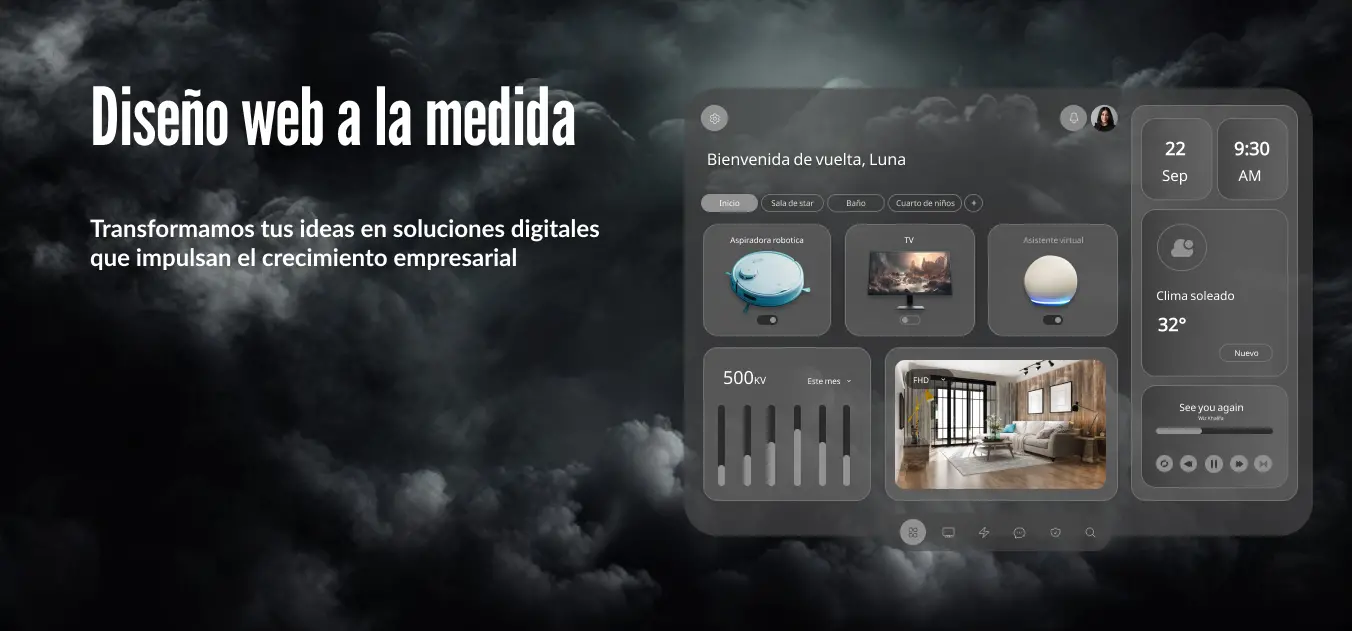 Diseño web a la medida
Transformamos tus ideas en soluciones digitales
que impulsan el crecimiento empresarial
Bienvenida de vuelta, Luna
Inicio
Sala de star
Baño
Cuarto de niños
+
Aspiradora robotica
TV
Asistente virtual
500KV
Este mes
FHD
22
Sep
9:30
AM
Clima soleado
32°
Nuevo
See you again
Wiz Khalifa